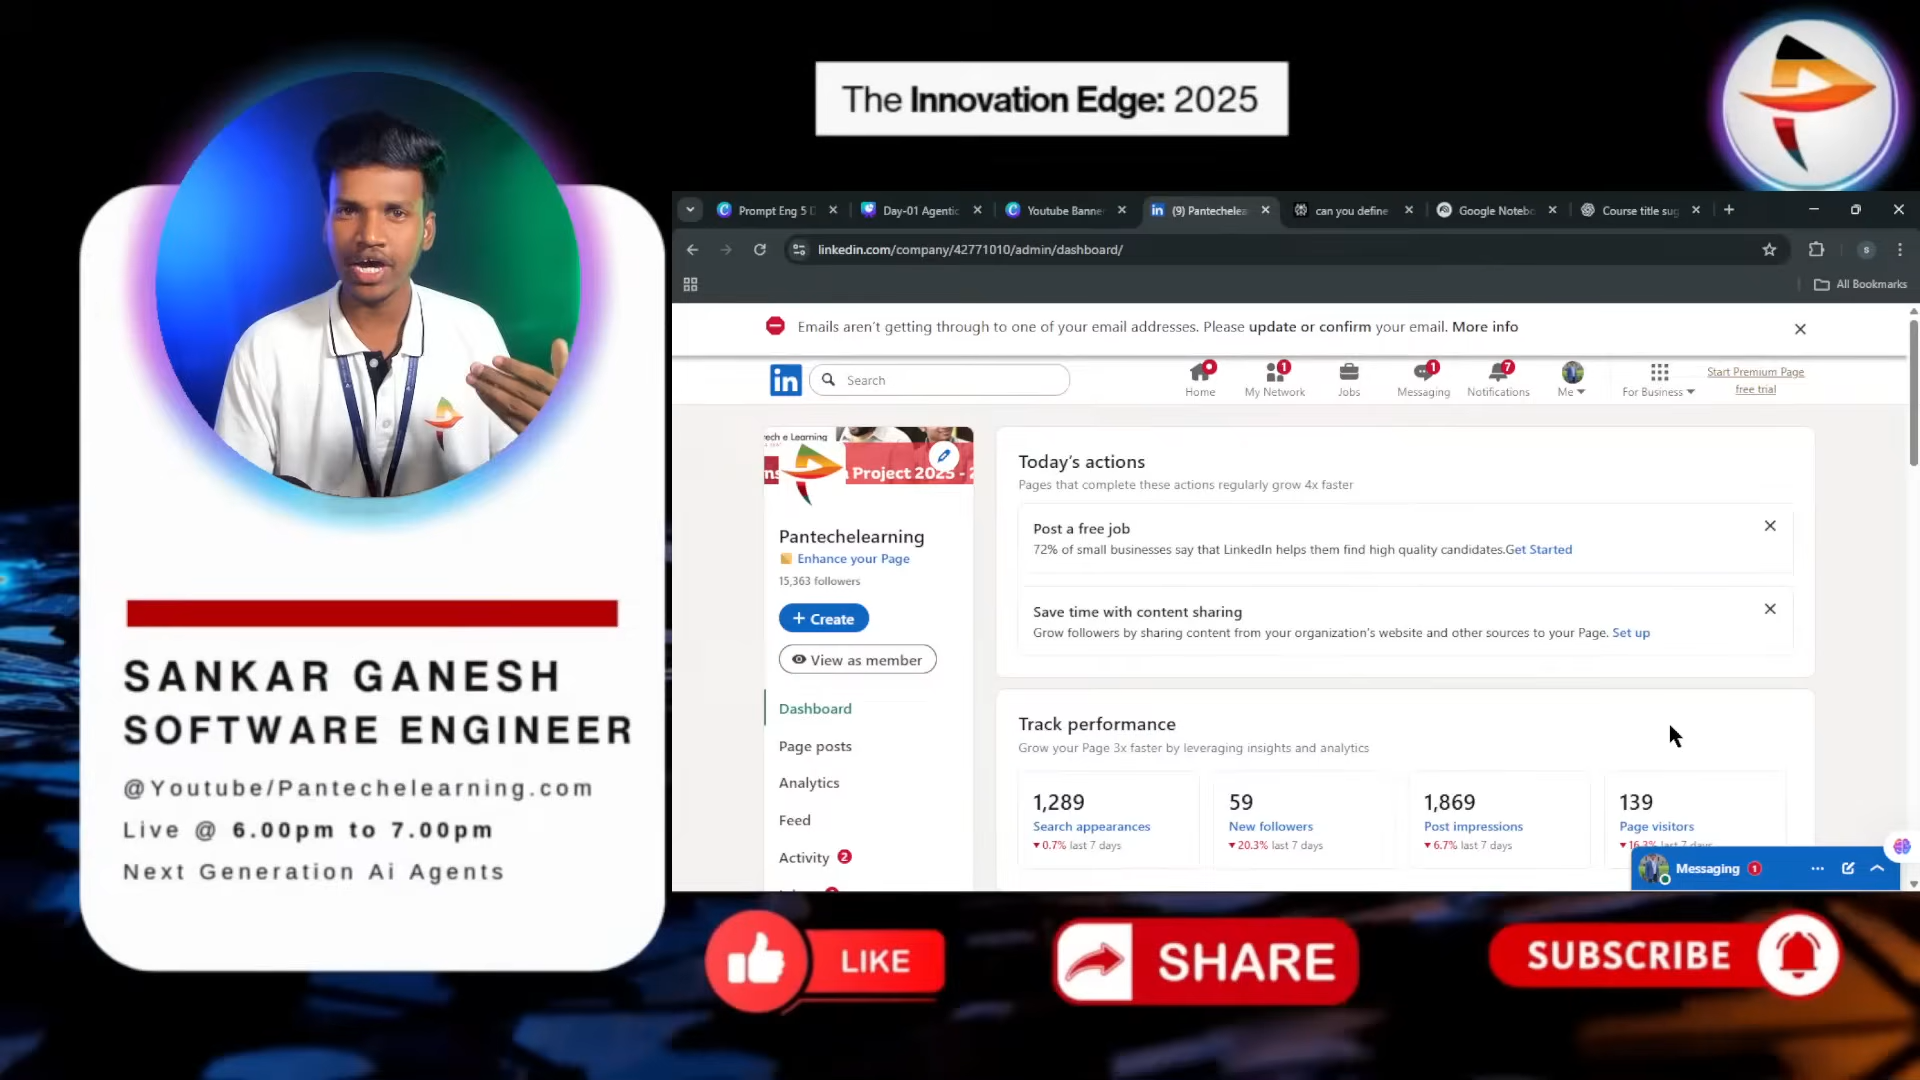 The Innovation Edge: 2025
SANKAR GANESH
SOFTWARE ENGINEER
@Youtube/Pantechelearning.com
Live @ 6.00pm to 7.00pm
Next Generation Ai Agents
Prompt Eng 5 D
Day-01 Agentic
Youtube Banner
(9) Pantechelea
can you define
Google Notebo
Course title sug
linkedin.com/company/42771010/admin/dashboard/
All Bookmarks
Emails aren't getting through to one of your email addresses. Please update or confirm your email. More info
in
Search
Home
1
My Network
Jobs
1
Messaging
7
Notifications
Me
For Business
Start Premium Page
free trial
Project 2025 - 2
Pantechelearning
Enhance your Page
15,363 followers
+ Create
View as member
Dashboard
Page posts
Analytics
Feed
Activity 2
Today's actions
Pages that complete these actions regularly grow 4x faster
Post a free job
72% of small businesses say that LinkedIn helps them find high quality candidates.Get Started
Save time with content sharing
Grow followers by sharing content from your organization's website and other sources to your Page. Set up
Track performance
Grow your Page 3x faster by leveraging insights and analytics
1,289
Search appearances
0.7% last 7 days
59
New followers
20.3% last 7 days
1,869
Post impressions
6.7% last 7 days
139
Page visitors
Messaging 1
LIKE
SHARE
SUBSCRIBE